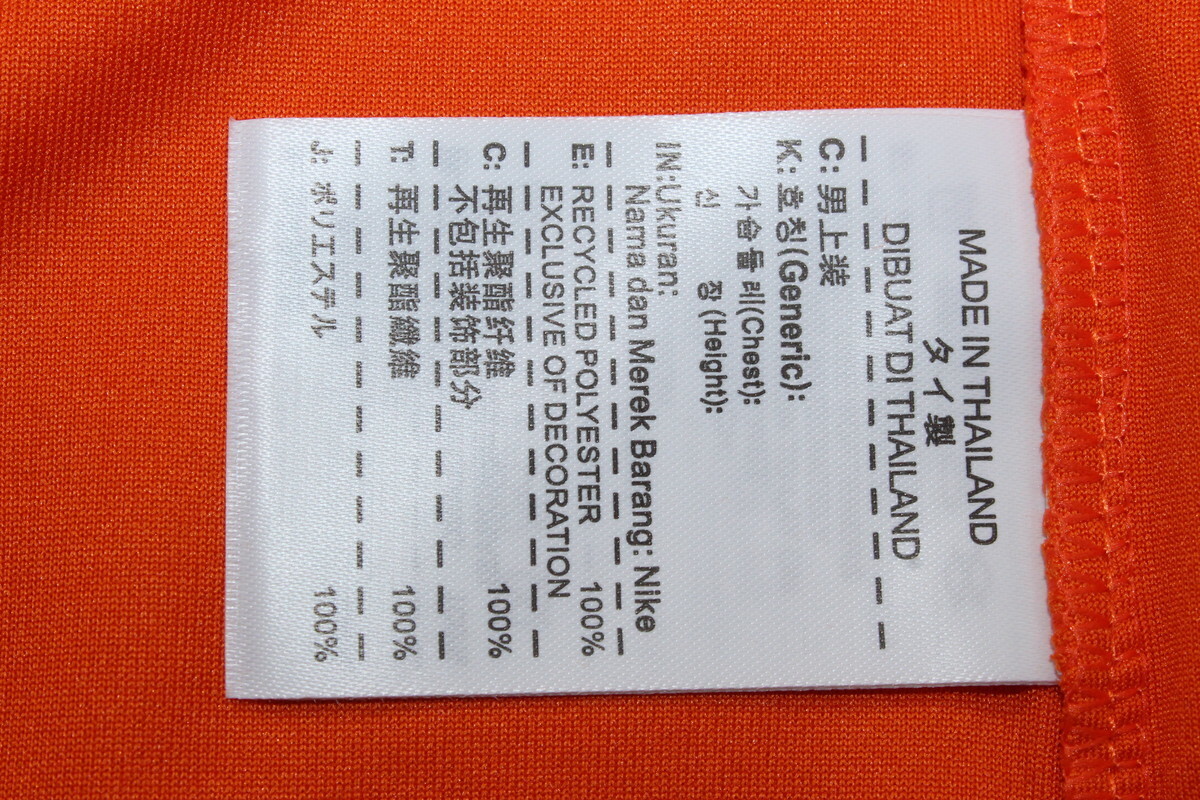 MADE IN THAILAND
タイ製
DIBUAT DI THAILAND
C: 男上装
K: 호칭(Generic):
가슴둘레(Chest):
신 장 (Height):
IN:Ukuran:
Nama dan Merek Barang: Nike
E: RECYCLED POLYESTER 100%
EXCLUSIVE OF DECORATION
C: 再生聚酯纤维 100%
不包括装饰部分
T: 再生聚酯纖維 100%
J: ポリエステル 100%